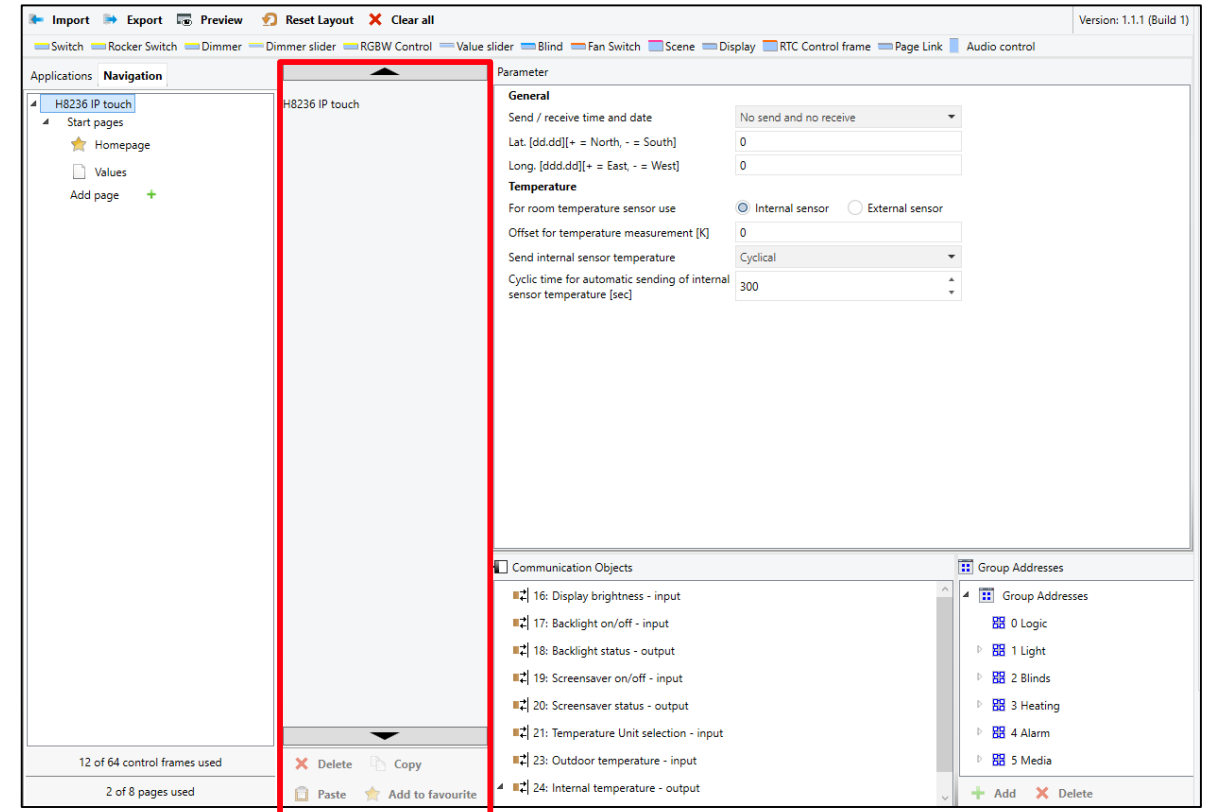 Import Export Preview Reset Layout Clear all Version: 1.1.1 (Build 1)
Switch Rocker Switch Dimmer Dimmer slider RGBW Control Value slider Blind Fan Switch Scene Display RTC Control frame Page Link Audio control
Applications Navigation
H8236 IP touch
Start pages
Homepage
Values
Add page
12 of 64 control frames used
2 of 8 pages used
H8236 IP touch
Delete Copy
Paste Add to favourite
Parameter
General
Send / receive time and date No send and no receive
Lat. [dd.dd][+ = North, - = South] 0
Long. [ddd.dd][+ = East, - = West] 0
Temperature
For room temperature sensor use Internal sensor External sensor
Offset for temperature measurement [K] 0
Send internal sensor temperature Cyclical
Cyclic time for automatic sending of internal
sensor temperature [sec] 300
Communication Objects
16: Display brightness - input
17: Backlight on/off - input
18: Backlight status - output
19: Screensaver on/off - input
20: Screensaver status - output
21: Temperature Unit selection - input
23: Outdoor temperature - input
24: Internal temperature - output
Group Addresses
Group Addresses
0 Logic
1 Light
2 Blinds
3 Heating
4 Alarm
5 Media
Add Delete